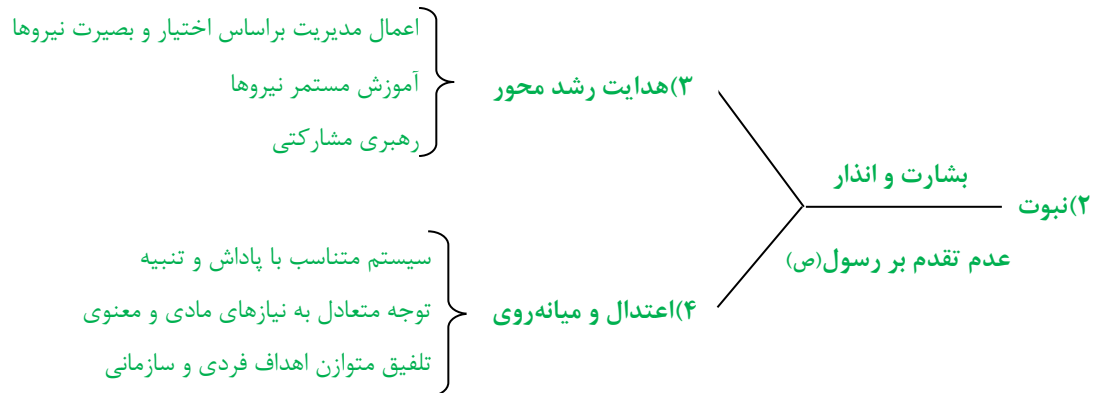 ۲)نبوت
بشارت و انذار
عدم تقدم بر رسول(ص)
۳)هدایت رشد محور
اعمال مدیریت براساس اختیار و بصیرت نیروها
آموزش مستمر نیروها
رهبری مشارکتی
۴)اعتدال و میانه‌روی
سیستم متناسب با پاداش و تنبیه
توجه متعادل به نیازهای مادی و معنوی
تلفیق متوازن اهداف فردی و سازمانی